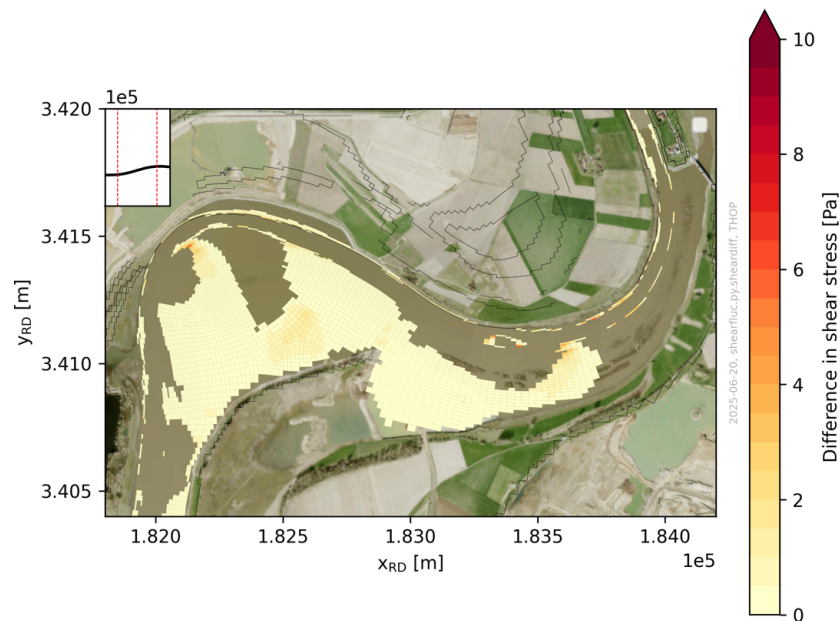 1e5
3.420
3.415
3.410
3.405
y_RD [m]
1.820
1.825
1.830
1.835
1.840
1e5
x_RD [m]
2025-06-20, shearfluc.py.sheardiff, THOP
10
8
6
4
2
0
Difference in shear stress [Pa]